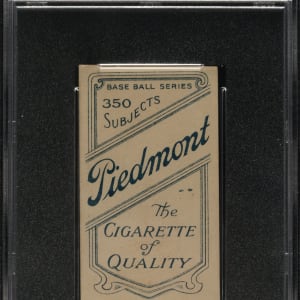 BASE BALL SERIES
350
SUBJECTS
Piedmont
The
CIGARETTE
of
QUALITY